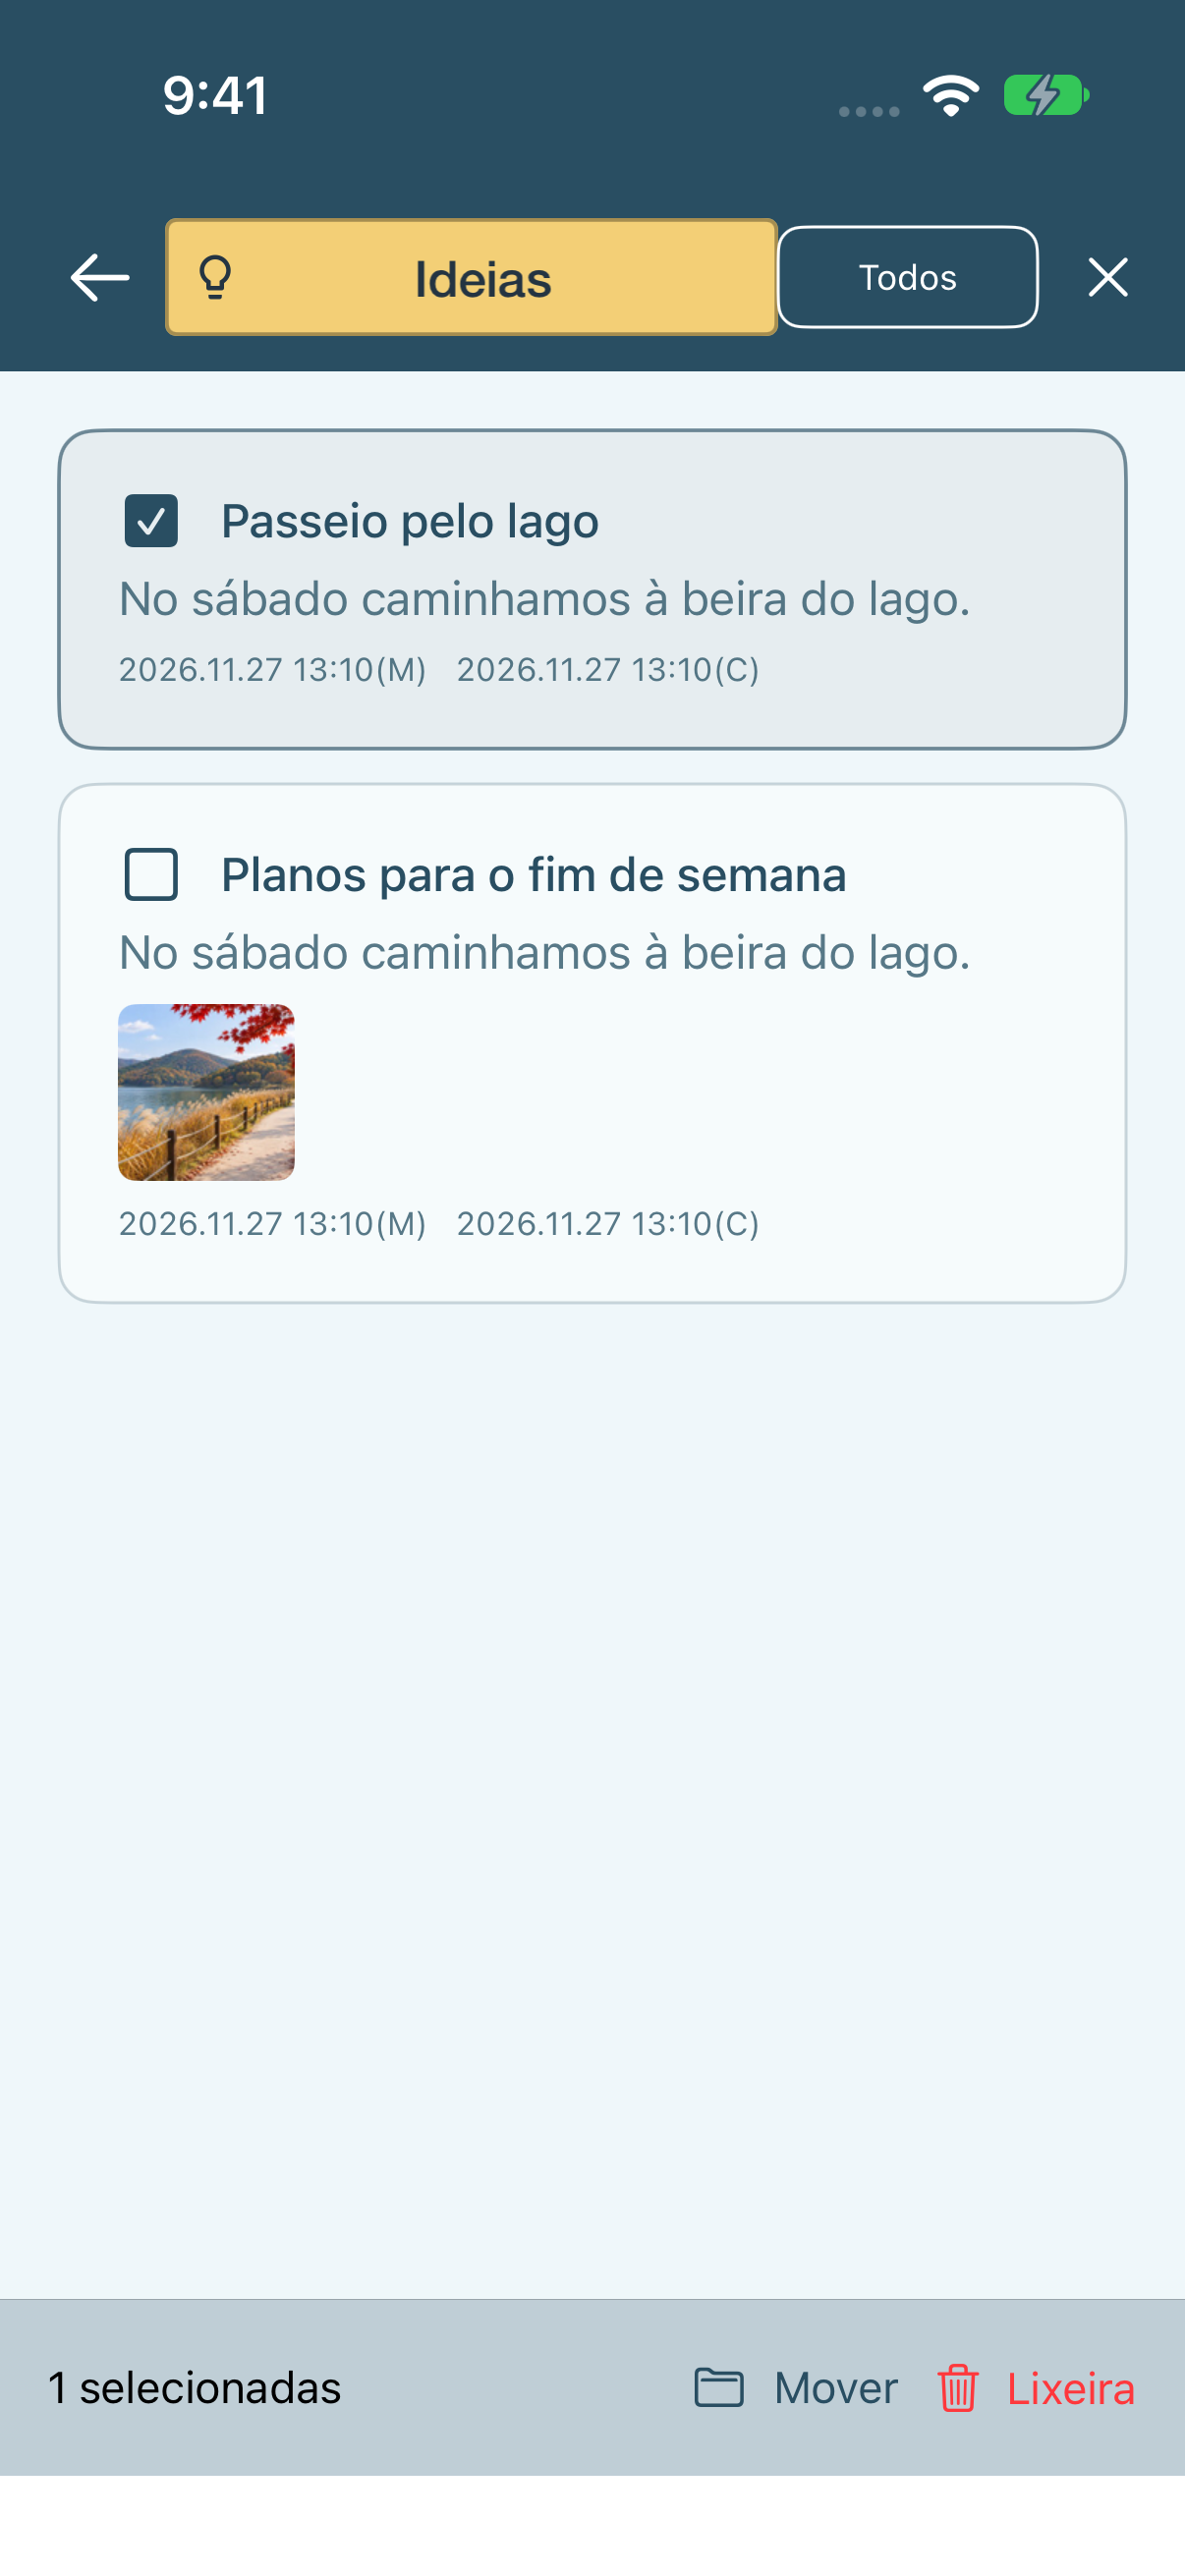 9:41
Ideias
Todos
Passeio pelo lago
No sábado caminhamos à beira do lago.
2026.11.27 13:10(M) 2026.11.27 13:10(C)
Planos para o fim de semana
No sábado caminhamos à beira do lago.
2026.11.27 13:10(M) 2026.11.27 13:10(C)
1 selecionadas
Mover
Lixeira